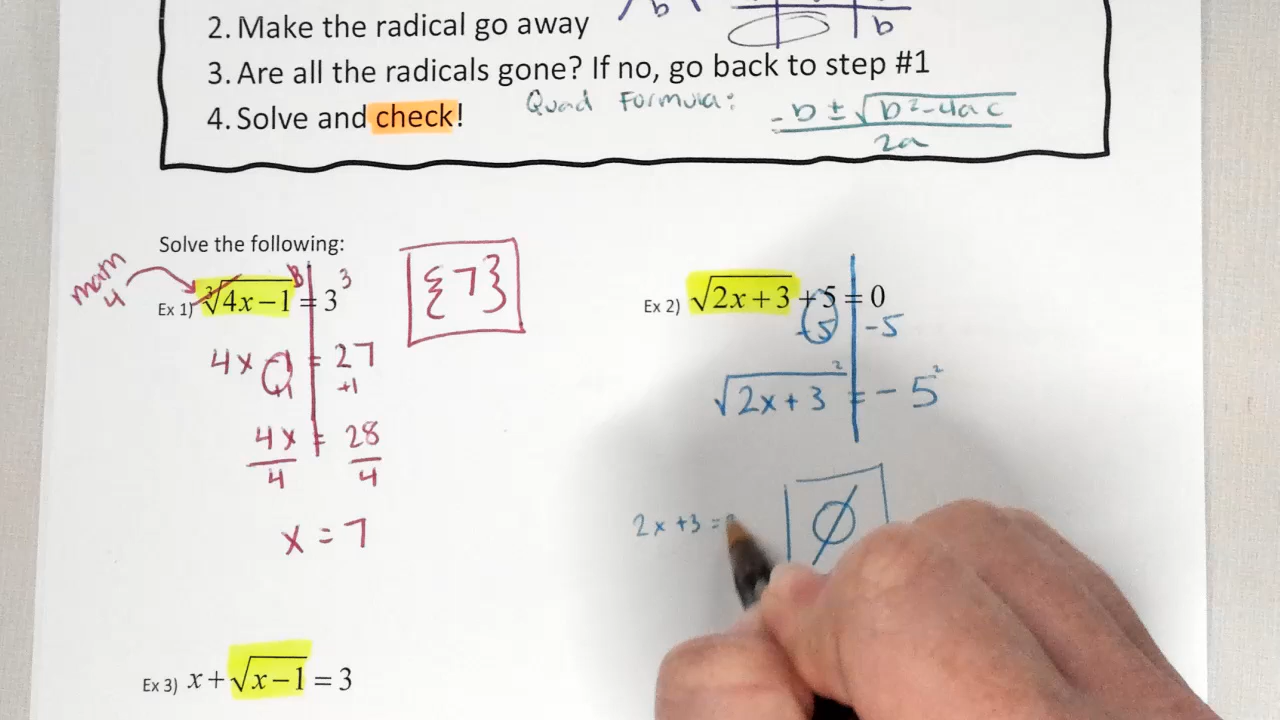 2. Make the radical go away
b
b
3. Are all the radicals gone? If no, go back to step #1
4. Solve and check!
Quad Formula: -b ± √b²-4ac
2a
Solve the following:
math 4
Ex 1) ∛4x−1 = 3³
4x -1 = 27
+1 +1
4x = 28
4 4
x = 7
{7}
Ex 2) √2x+3 + 5 = 0
-5 -5
√2x+3² = -5²
2x+3 =
Ø
Ex 3) x + √x−1 = 3